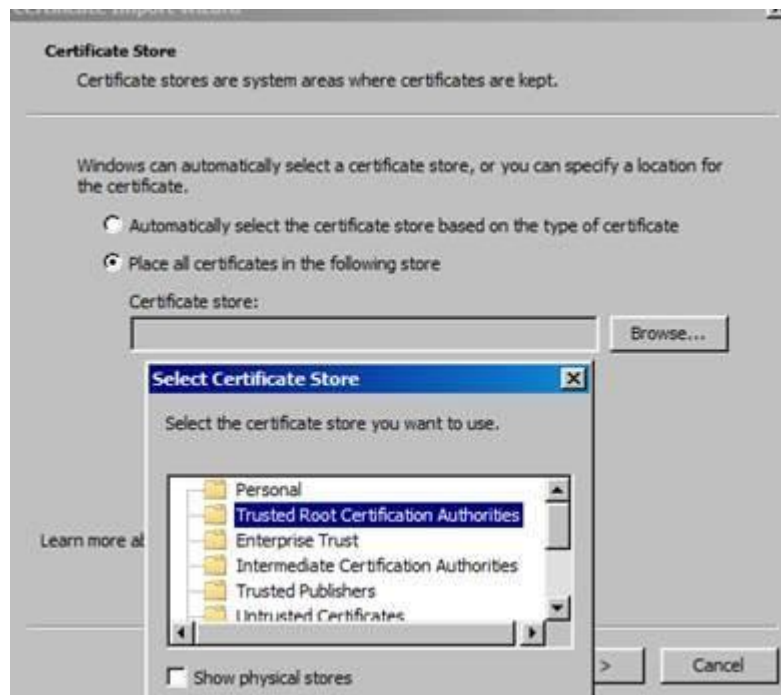 Certificate Import Wizard
Certificate Store
Certificate stores are system areas where certificates are kept.
Windows can automatically select a certificate store, or you can specify a location for
the certificate.
Automatically select the certificate store based on the type of certificate
Place all certificates in the following store
Certificate store:
Browse...
Select Certificate Store
Select the certificate store you want to use.
Personal
Trusted Root Certification Authorities
Enterprise Trust
Intermediate Certification Authorities
Trusted Publishers
Untrusted Certificates
Learn more
Show physical stores
>
Cancel